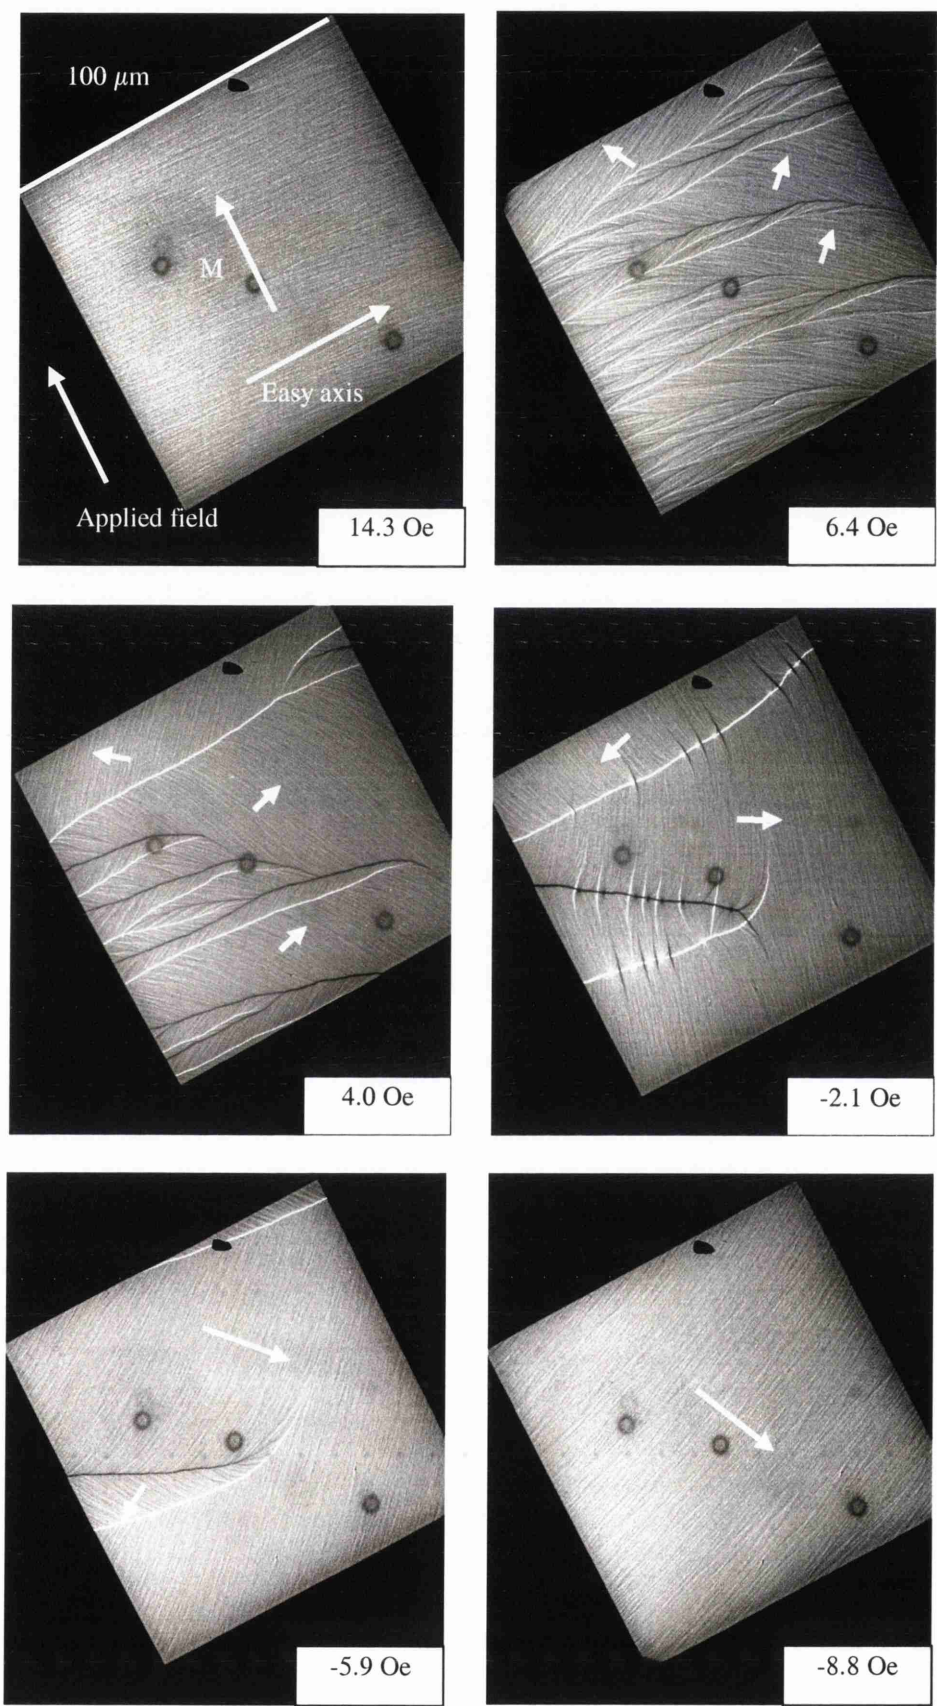 100 µm
M
Easy axis
Applied field
14.3 Oe
6.4 Oe
4.0 Oe
-2.1 Oe
-5.9 Oe
-8.8 Oe